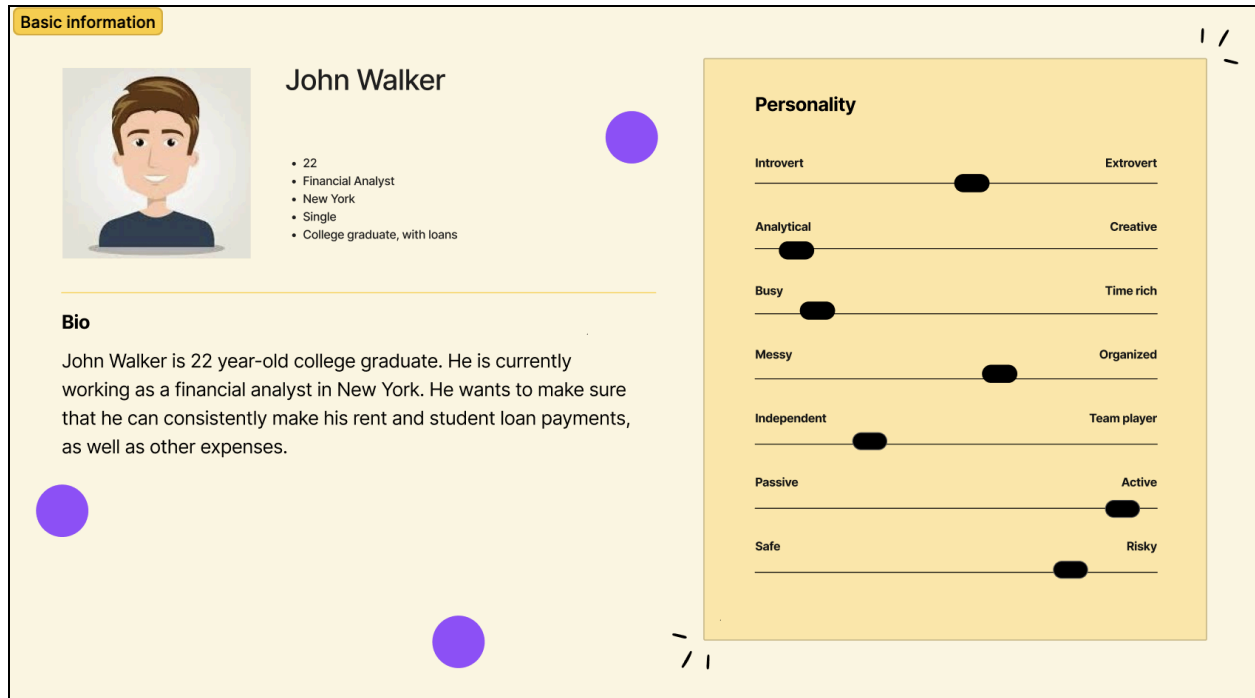 Basic information
John Walker
• 22
• Financial Analyst
• New York
• Single
• College graduate, with loans
Bio
John Walker is 22 year-old college graduate. He is currently
working as a financial analyst in New York. He wants to make sure
that he can consistently make his rent and student loan payments,
as well as other expenses.
Personality
Introvert Extrovert
Analytical Creative
Busy Time rich
Messy Organized
Independent Team player
Passive Active
Safe Risky